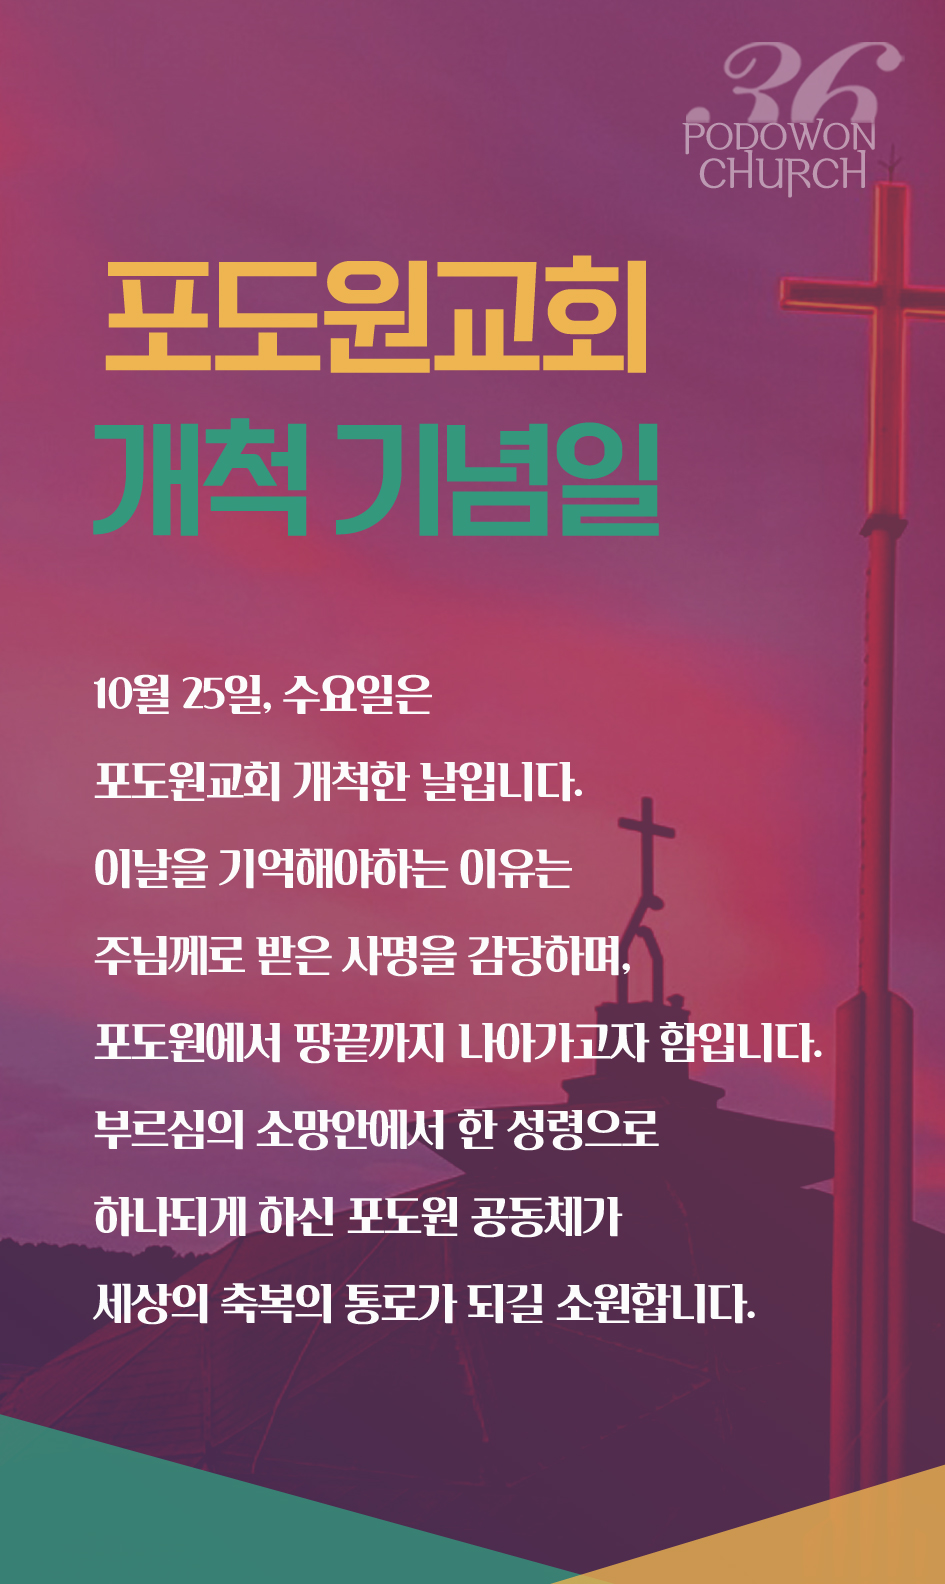 36
PODOWON
CHURCH
포도원교회
개척 기념일
10월 25일, 수요일은
포도원교회 개척한 날입니다.
이날을 기억해야하는 이유는
주님께로 받은 사명을 감당하며,
포도원에서 땅끝까지 나아가고자 함입니다.
부르심의 소망안에서 한 성령으로
하나되게 하신 포도원 공동체가
세상의 축복의 통로가 되길 소원합니다.